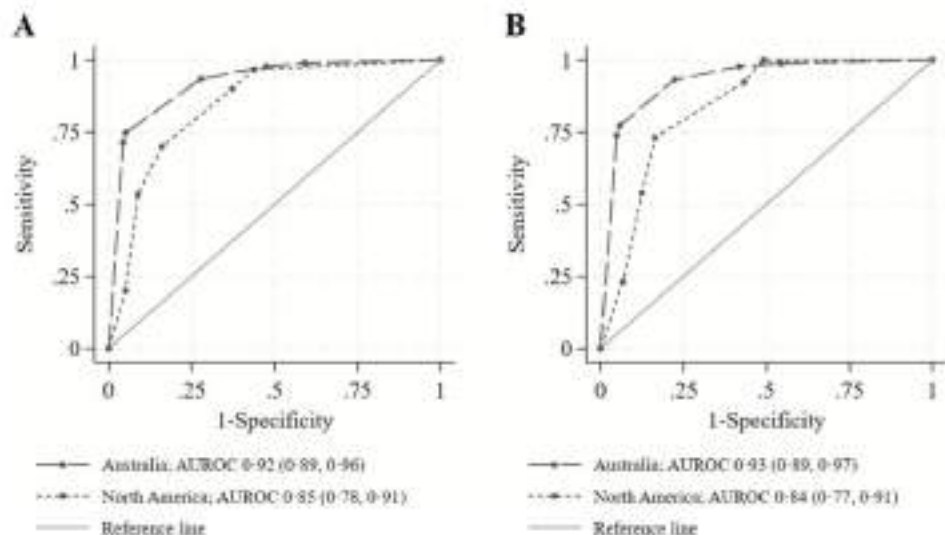 A
B
1
.75
.5
.25
0
Sensitivity
0 .25 .5 .75 1
1-Specificity
Australia; AUROC 0·92 (0·89, 0·96)
North America; AUROC 0·85 (0·78, 0·91)
Reference line
1
.75
.5
.25
0
Sensitivity
0 .25 .5 .75 1
1-Specificity
Australia; AUROC 0·93 (0·89, 0·97)
North America; AUROC 0·84 (0·77, 0·91)
Reference line